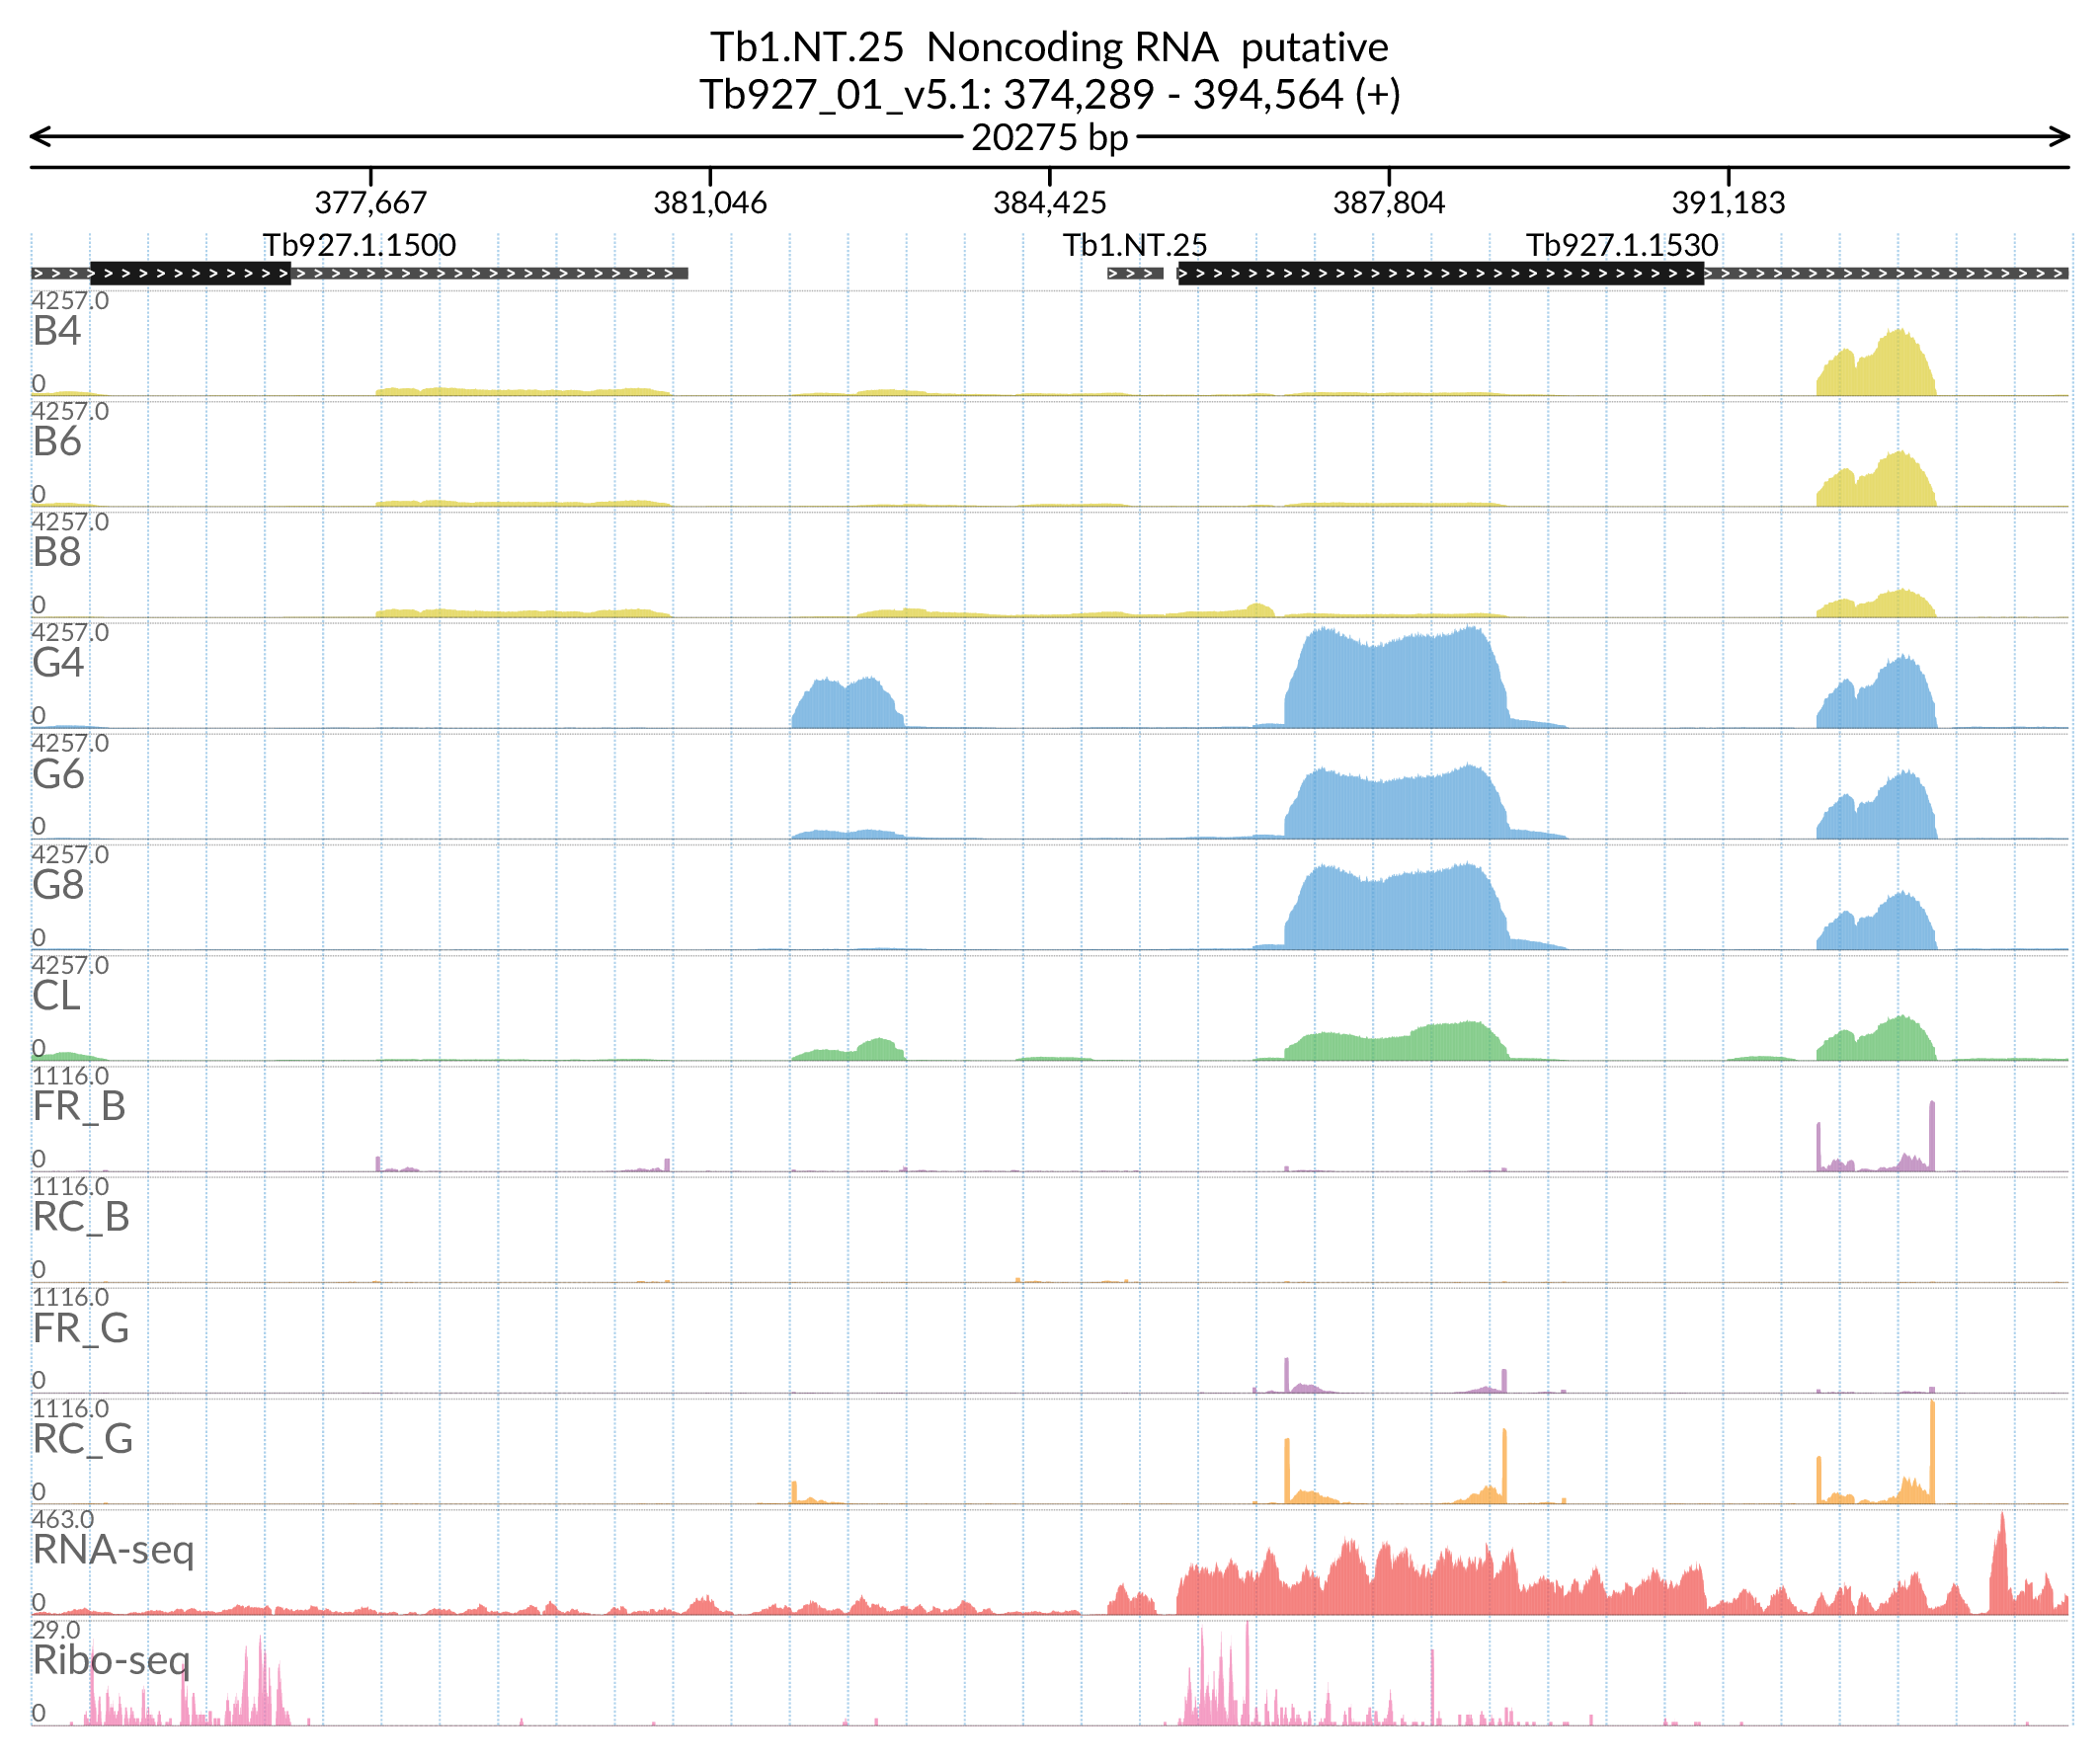 Tb1.NT.25 Noncoding RNA putative
Tb927_01_v5.1: 374,289 - 394,564 (+)
20275 bp
377,667 381,046 384,425 387,804 391,183
Tb927.1.1500 Tb1.NT.25 Tb927.1.1530
4257.0
B4
0
4257.0
B6
0
4257.0
B8
0
4257.0
G4
0
4257.0
G6
0
4257.0
G8
0
4257.0
CL
0
1116.0
FR_B
0
1116.0
RC_B
0
1116.0
FR_G
0
1116.0
RC_G
0
463.0
RNA-seq
0
29.0
Ribo-seq
0